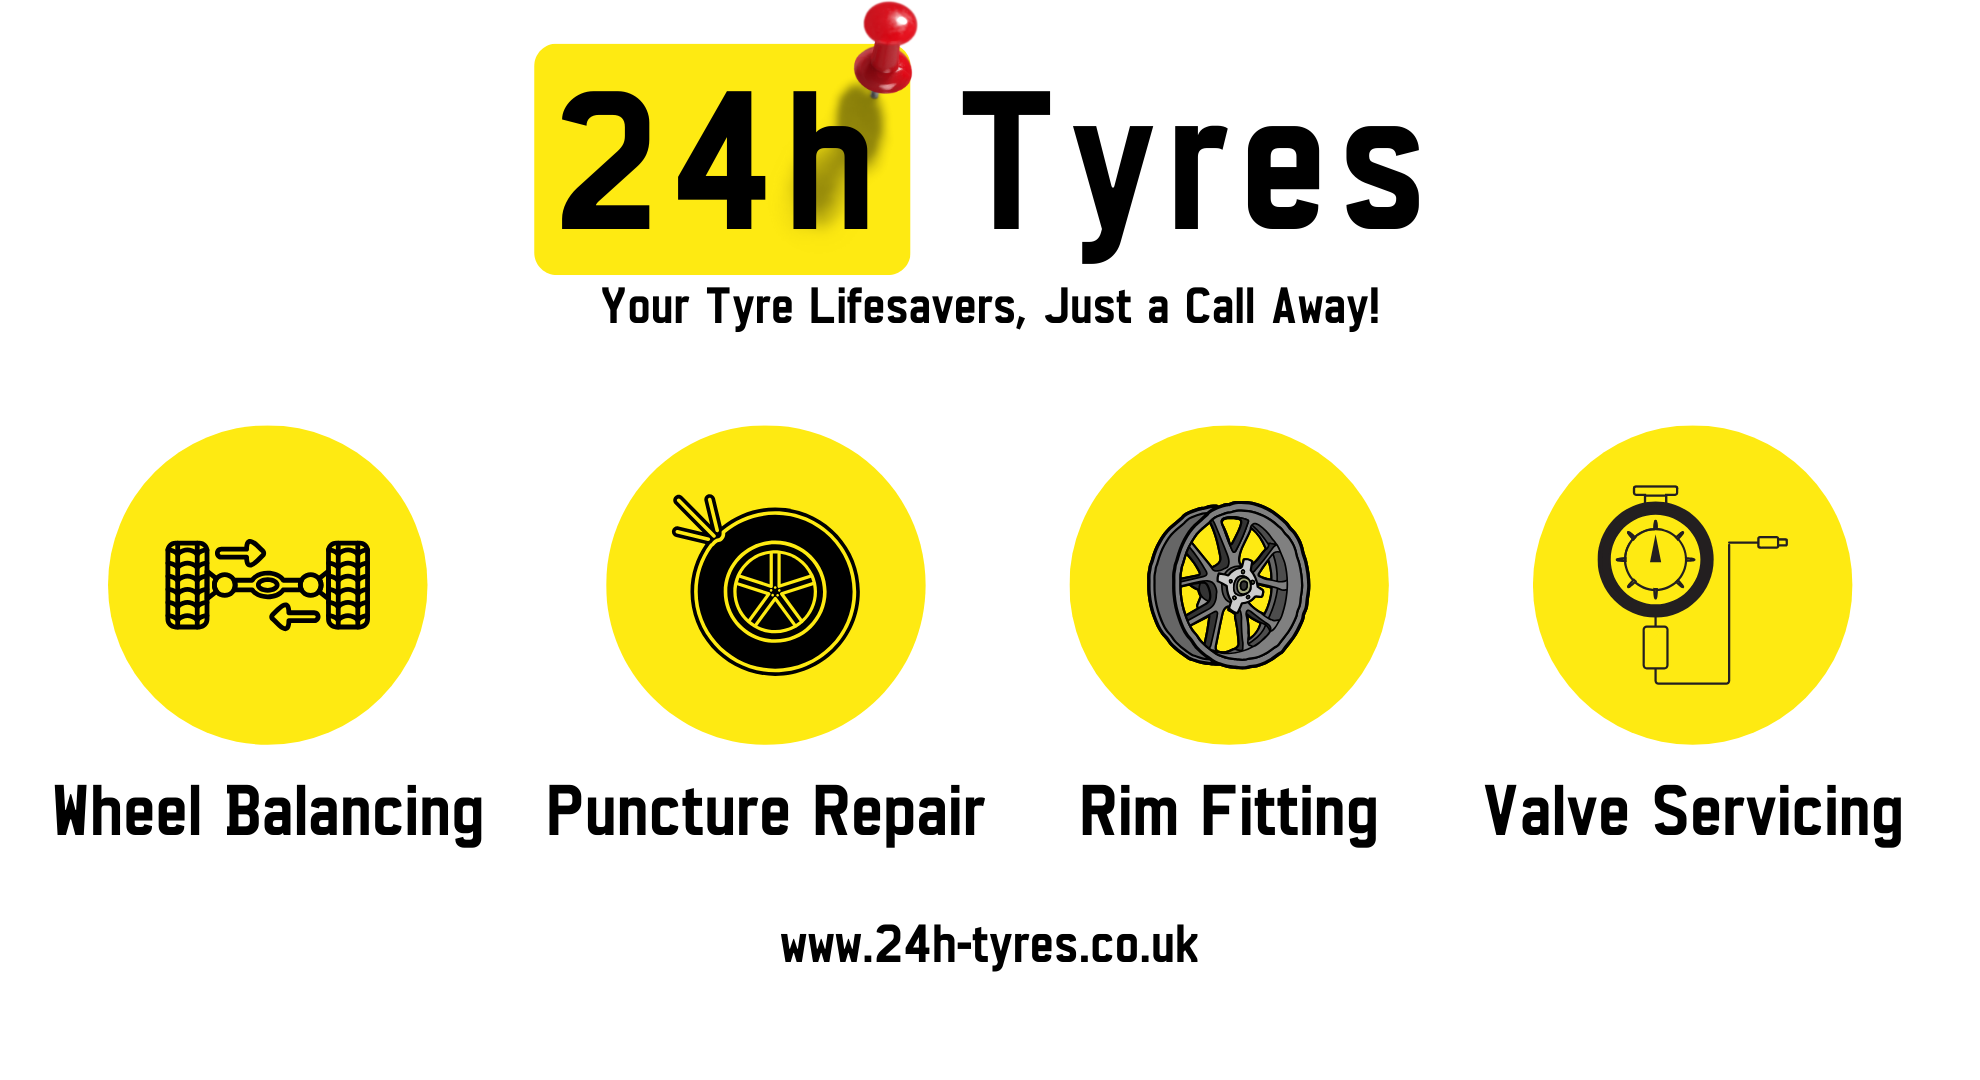 24h Tyres
Your Tyre Lifesavers, Just a Call Away!
Wheel Balancing
Puncture Repair
Rim Fitting
Valve Servicing
www.24h-tyres.co.uk